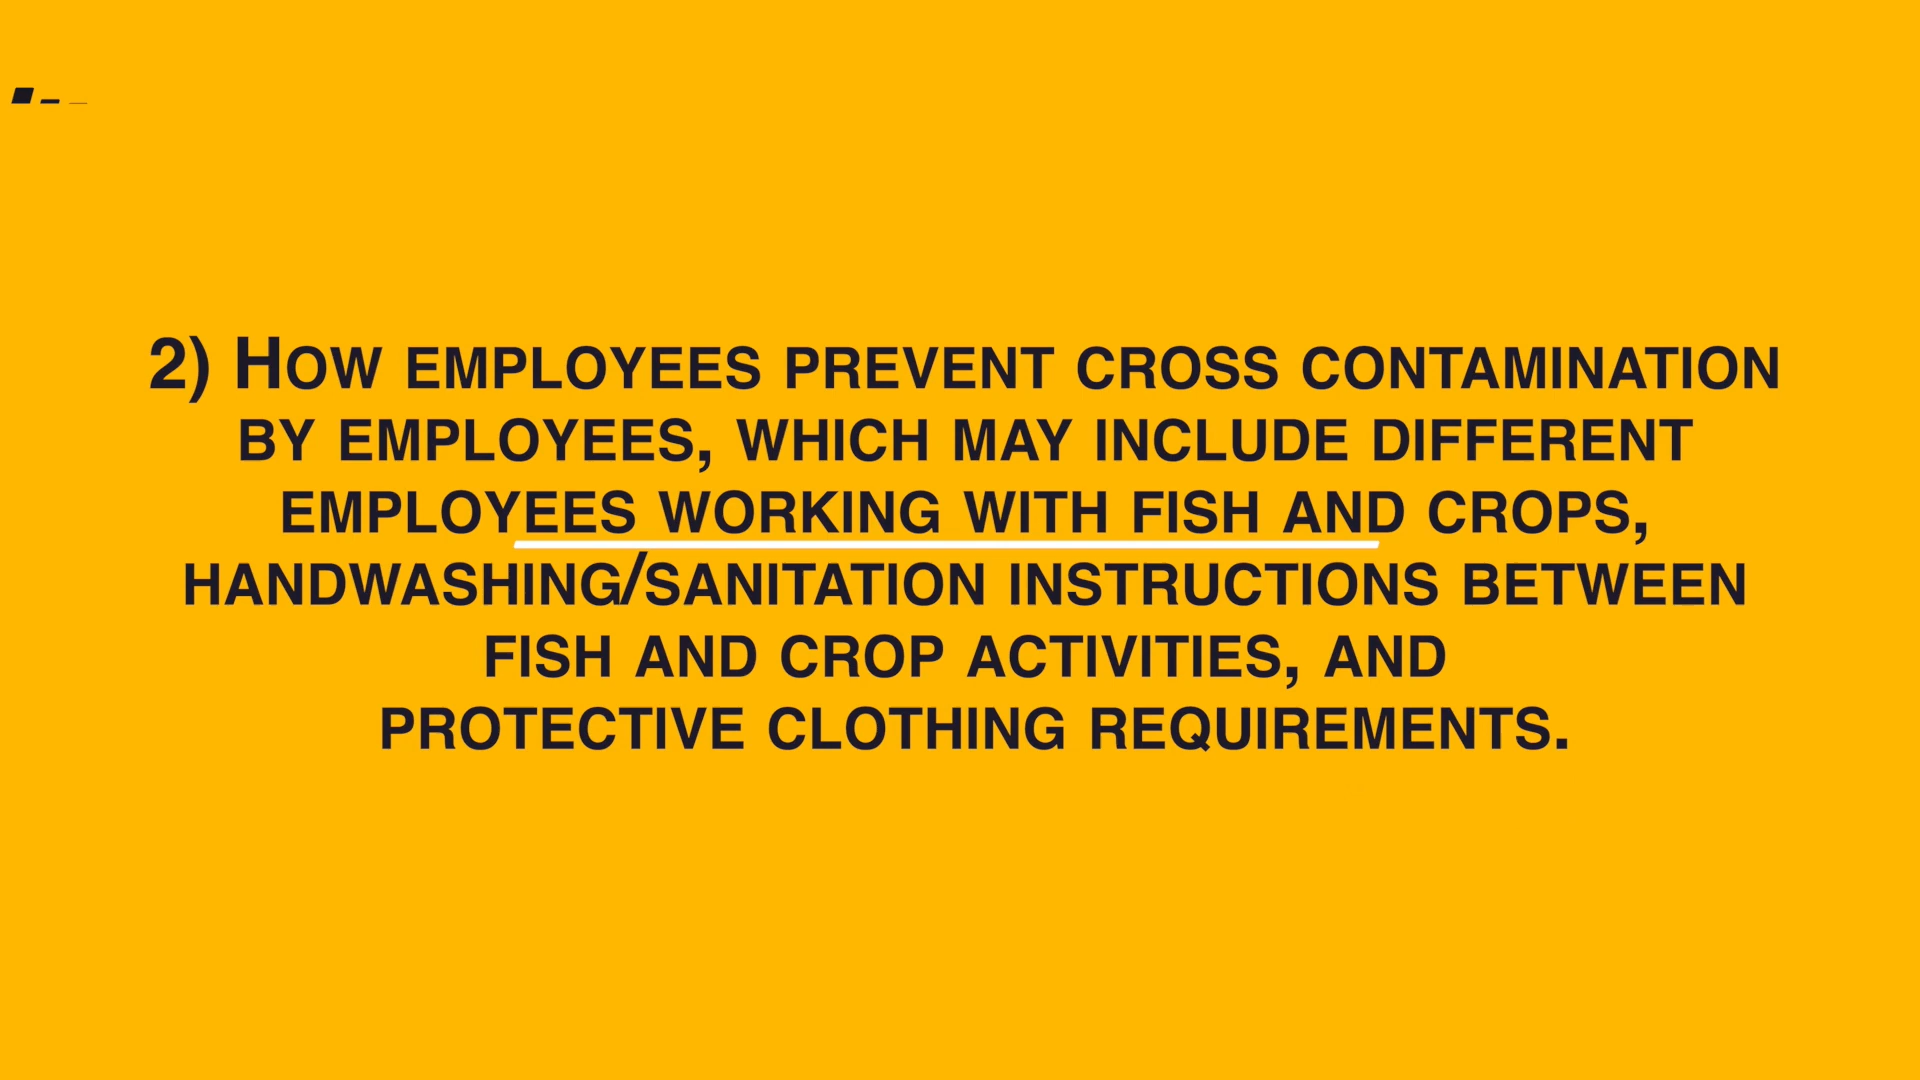 2) How employees prevent cross contamination
by employees, which may include different
employees working with fish and crops,
handwashing/sanitation instructions between
fish and crop activities, and
protective clothing requirements.